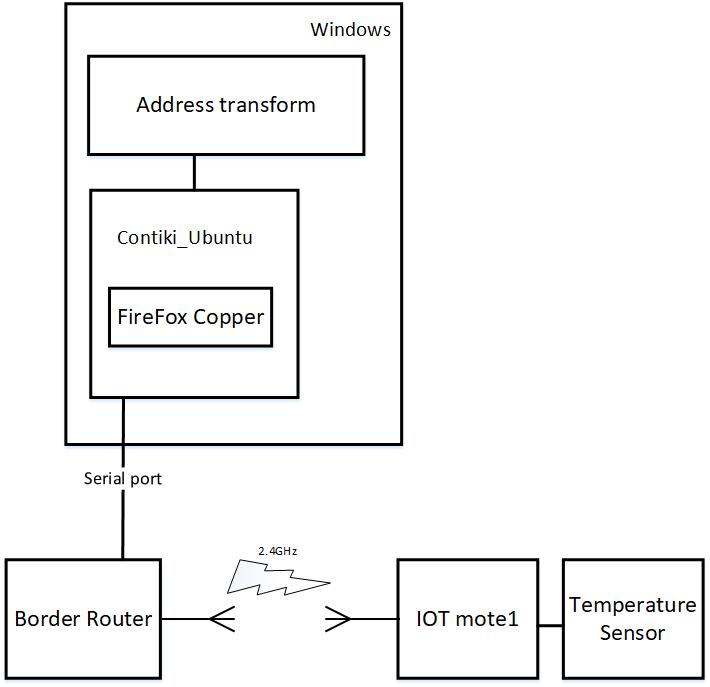 Windows
Address transform
Contiki_Ubuntu
FireFox Copper
Serial port
2.4GHz
Border Router
IOT mote1
Temperature
Sensor